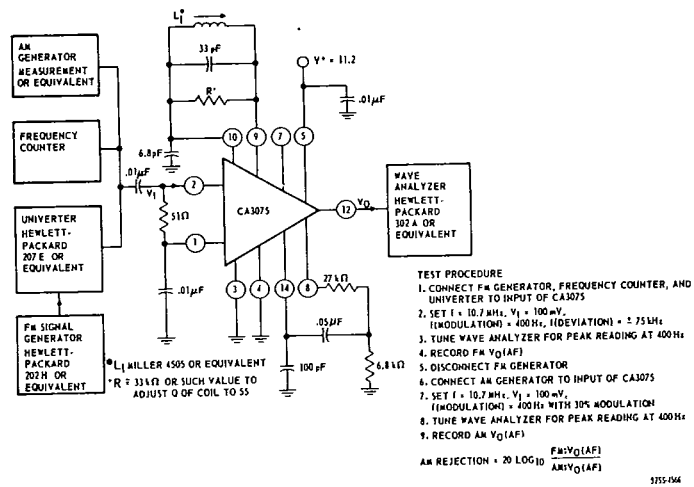 AM
GENERATOR
MEASUREMENT
OR EQUIVALENT
FREQUENCY
COUNTER
UNIVERTER
HEWLETT-
PACKARD
207 E OR
EQUIVALENT
FM SIGNAL
GENERATOR
HEWLETT-
PACKARD
202 H OR
EQUIVALENT
L1*
33 pF
R*
10
9
7
5
V+ = 11.2
.01µF
6.8pF
.01µF
V1
2
51Ω
1
.01µF
CA3075
12
VO
WAVE
ANALYZER
HEWLETT-
PACKARD
302 A OR
EQUIVALENT
3
4
14
8
27kΩ
.05µF
100 pF
6.8kΩ
L1 MILLER 4505 OR EQUIVALENT
*R ≅ 33 kΩ OR SUCH VALUE TO
ADJUST Q OF COIL TO 55
TEST PROCEDURE
1. CONNECT FM GENERATOR, FREQUENCY COUNTER, AND
UNIVERTER TO INPUT OF CA3075
2. SET f = 10.7 MHz, V1 = 100 mV,
f(MODULATION) = 400 Hz, f(DEVIATION) = ± 75 kHz
3. TUNE WAVE ANALYZER FOR PEAK READING AT 400 Hz
4. RECORD FM VO(AF)
5. DISCONNECT FM GENERATOR
6. CONNECT AM GENERATOR TO INPUT OF CA3075
7. SET f = 10.7 MHz, V1 = 100 mV,
f(MODULATION) = 400 Hz WITH 30% MODULATION
8. TUNE WAVE ANALYZER FOR PEAK READING AT 400 Hz
9. RECORD AM VO(AF)
AM REJECTION = 20 LOG10 FM:VO(AF)
AM:VO(AF)